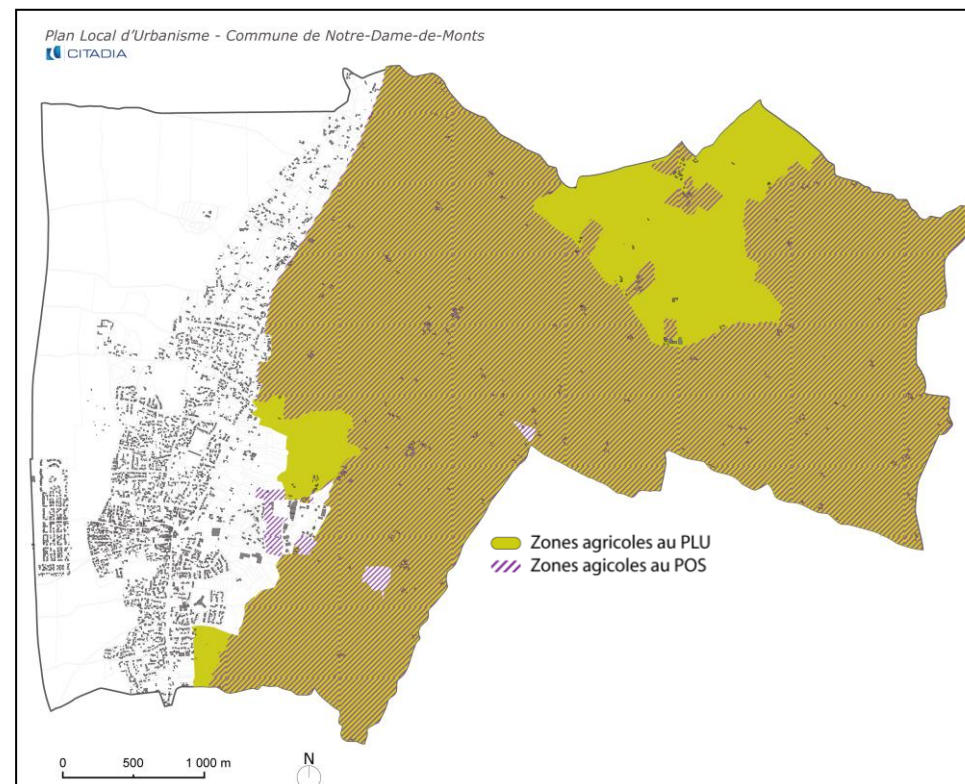 Plan Local d'Urbanisme - Commune de Notre-Dame-de-Monts
CITADIA
Zones agricoles au PLU
Zones agicoles au POS
0 500 1 000 m
N